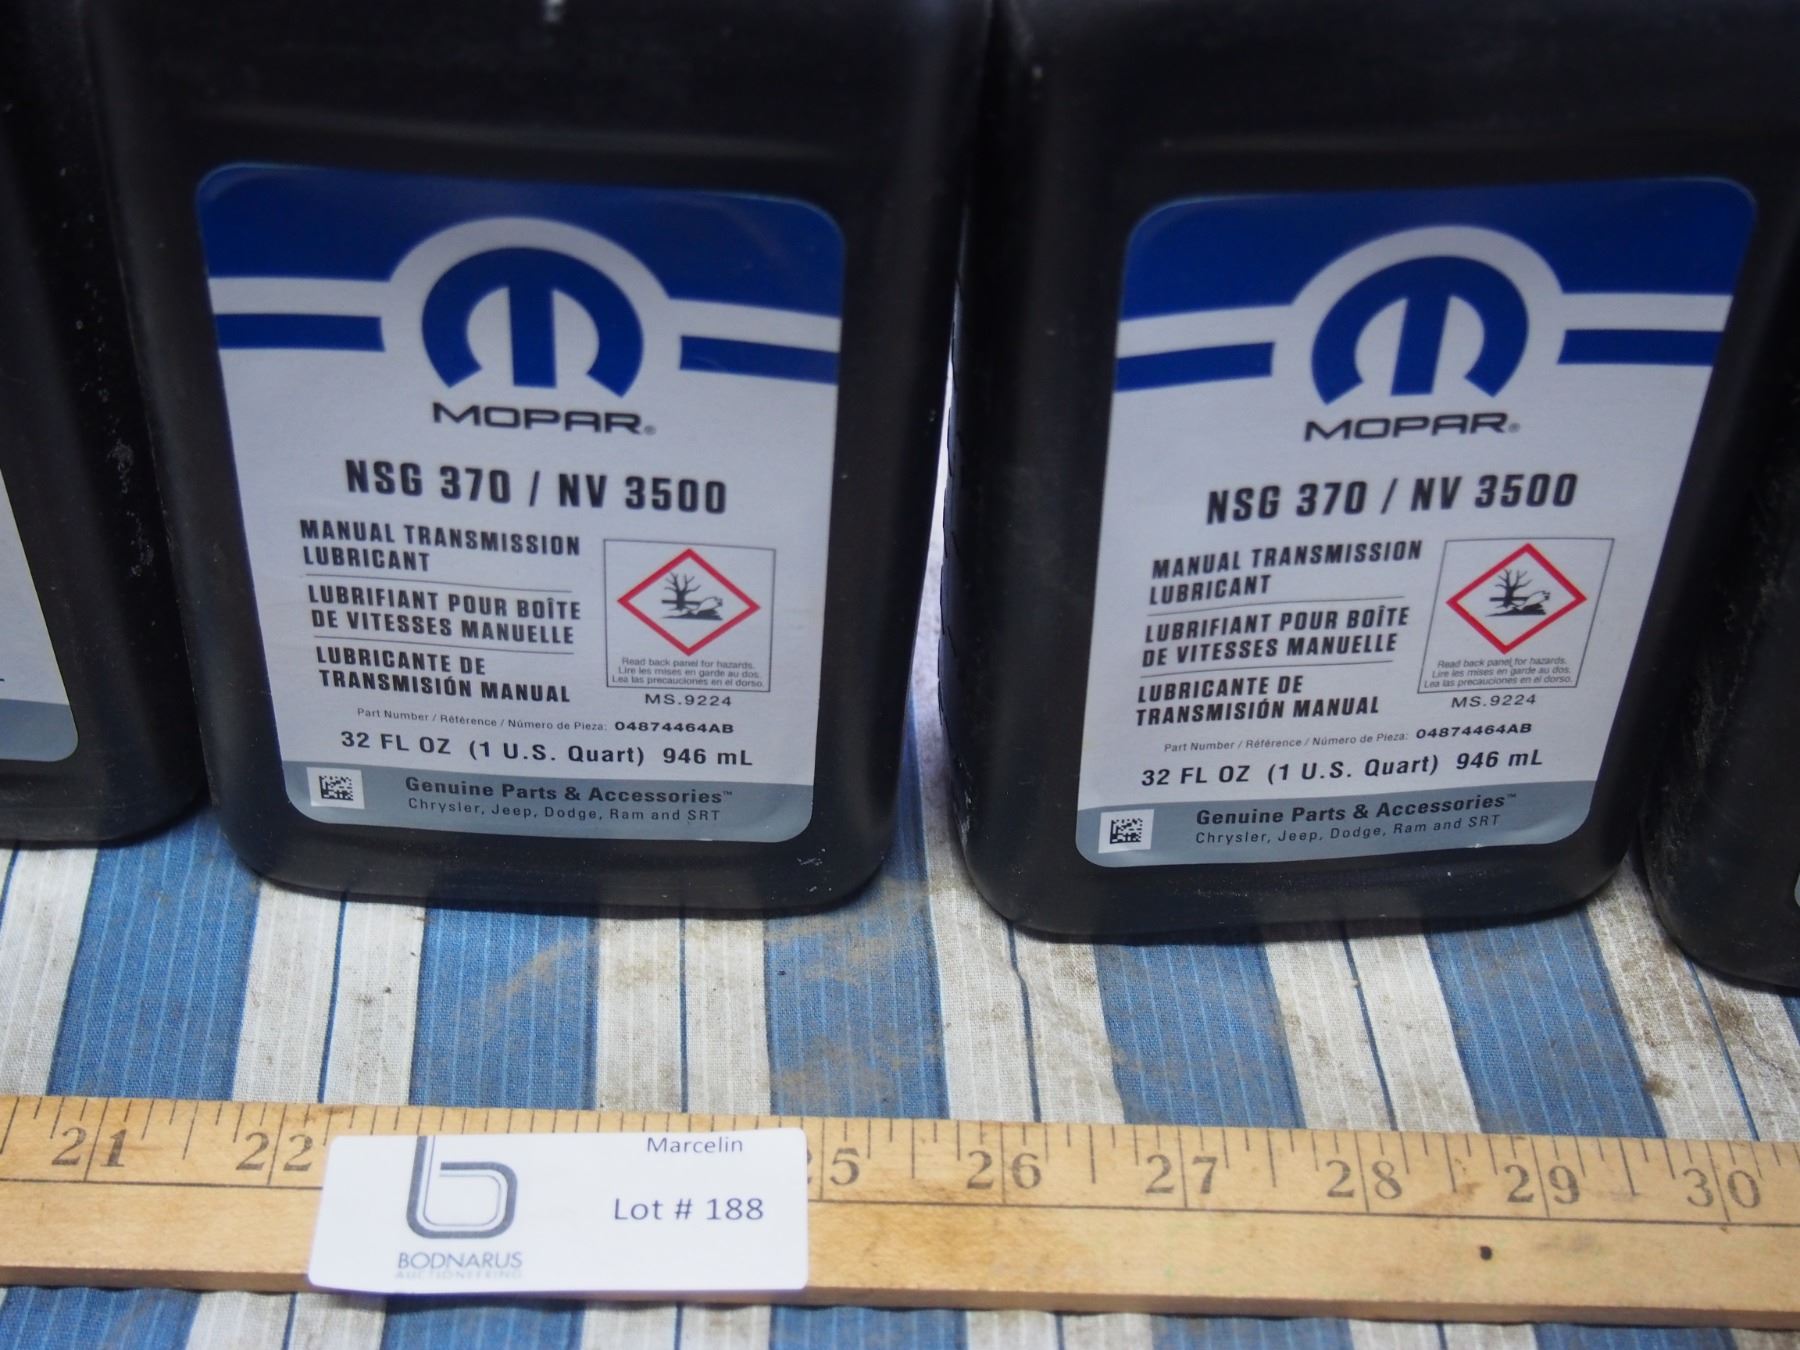 MOPAR®
NSG 370 / NV 3500
MANUAL TRANSMISSION
LUBRICANT
LUBRIFIANT POUR BOÎTE
DE VITESSES MANUELLE
LUBRICANTE DE
TRANSMISIÓN MANUAL
Read back panel for hazards.
Lire les mises en garde au dos.
Lea las precauciones en el dorso.
MS.9224
Part Number / Référence / Número de Pieza: 04874464AB
32 FL OZ (1 U.S. Quart) 946 mL
Genuine Parts & Accessories™
Chrysler, Jeep, Dodge, Ram and SRT
MOPAR®
NSG 370 / NV 3500
MANUAL TRANSMISSION
LUBRICANT
LUBRIFIANT POUR BOÎTE
DE VITESSES MANUELLE
LUBRICANTE DE
TRANSMISIÓN MANUAL
Read back panel for hazards.
Lire les mises en garde au dos.
Lea las precauciones en el dorso.
MS.9224
Part Number / Référence / Número de Pieza: 04874464AB
32 FL OZ (1 U.S. Quart) 946 mL
Genuine Parts & Accessories™
Chrysler, Jeep, Dodge, Ram and SRT
21 22 25 26 27 28 29 30
Marcelin
Lot # 188
BODNARUS
AUCTIONEERING